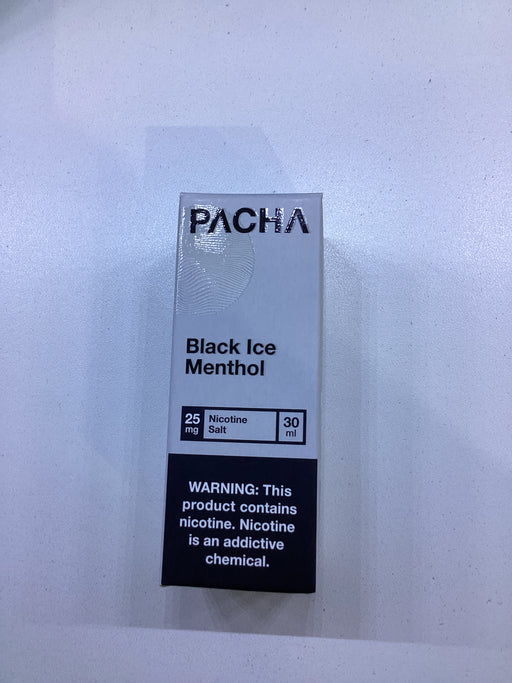 PACHA
Black Ice
Menthol
25 mg
Nicotine Salt
30 ml
WARNING: This
product contains
nicotine. Nicotine
is an addictive
chemical.